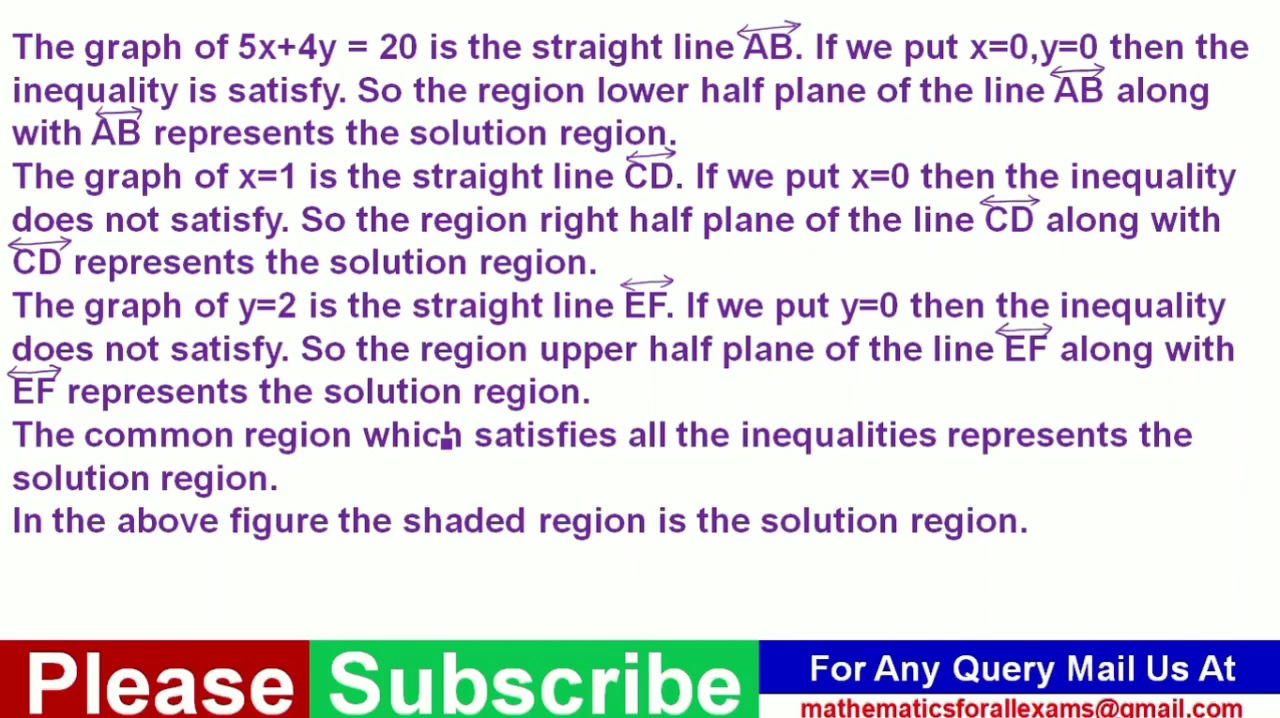 The graph of 5x+4y = 20 is the straight line AB. If we put x=0,y=0 then the
inequality is satisfy. So the region lower half plane of the line AB along
with AB represents the solution region.
The graph of x=1 is the straight line CD. If we put x=0 then the inequality
does not satisfy. So the region right half plane of the line CD along with
CD represents the solution region.
The graph of y=2 is the straight line EF. If we put y=0 then the inequality
does not satisfy. So the region upper half plane of the line EF along with
EF represents the solution region.
The common region which satisfies all the inequalities represents the
solution region.
In the above figure the shaded region is the solution region.
Please Subscribe
For Any Query Mail Us At
mathematicsforallexams@gmail.com